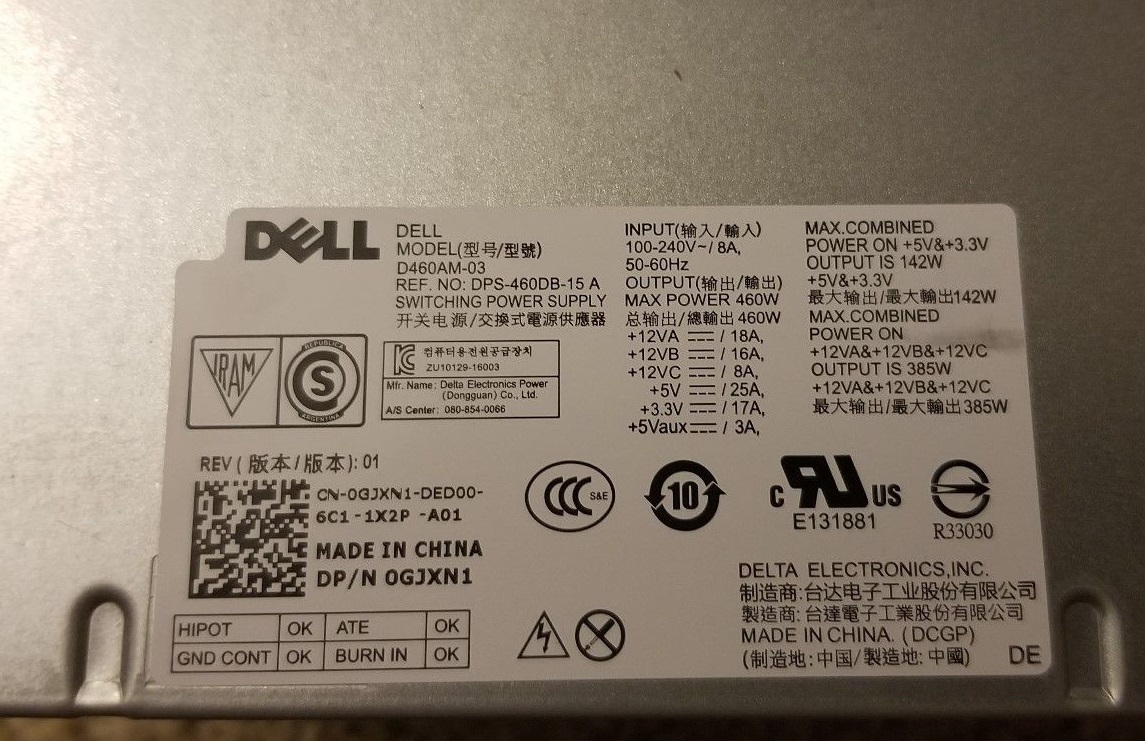 DELL
DELL
MODEL(型号/型號)
D460AM-03
REF. NO: DPS-460DB-15 A
SWITCHING POWER SUPPLY
开关电源/交換式電源供應器
INPUT(输入/輸入)
100-240V~/ 8A,
50-60Hz
OUTPUT(输出/輸出)
MAX POWER 460W
总输出/總輸出 460W
+12VA ⎓ / 18A,
+12VB ⎓ / 16A,
+12VC ⎓ / 8A,
+5V ⎓ / 25A,
+3.3V ⎓ / 17A,
+5Vaux ⎓ / 3A,
MAX.COMBINED
POWER ON +5V&+3.3V
OUTPUT IS 142W
+5V&+3.3V
最大输出/最大輸出142W
MAX.COMBINED
POWER ON
+12VA&+12VB&+12VC
OUTPUT IS 385W
+12VA&+12VB&+12VC
最大输出/最大輸出385W
IRAM
REPUBLICA
S
ARGENTINA
컴퓨터용전원공급장치
ZU10129-16003
Mfr. Name: Delta Electronics Power
(Dongguan) Co., Ltd.
A/S Center: 080-854-0066
REV ( 版本/版本): 01
CN-0GJXN1-DED00-
6C1-1X2P -A01
MADE IN CHINA
DP/N 0GJXN1
CCC S&E
10
C RU US
E131881
R33030
HIPOT OK ATE OK
GND CONT OK BURN IN OK
DELTA ELECTRONICS,INC.
制造商:台达电子工业股份有限公司
製造商:台達電子工業股份有限公司
MADE IN CHINA. (DCGP)
(制造地:中国/製造地:中國)
DE